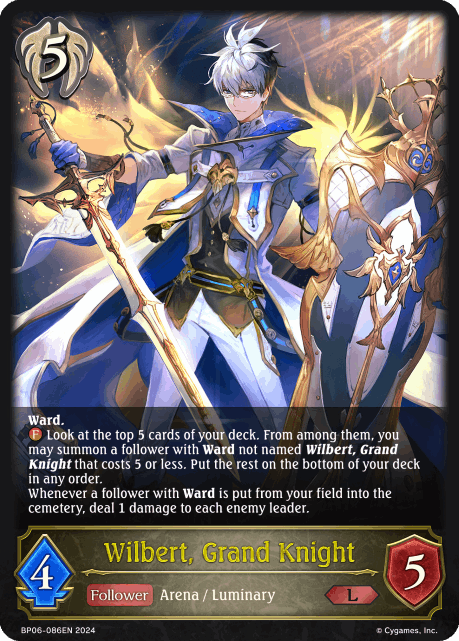 5
Ward.
F Look at the top 5 cards of your deck. From among them, you
may summon a follower with Ward not named Wilbert, Grand
Knight that costs 5 or less. Put the rest on the bottom of your deck
in any order.
Whenever a follower with Ward is put from your field into the
cemetery, deal 1 damage to each enemy leader.
Wilbert, Grand Knight
4
Follower Arena / Luminary L
5
BP06-086EN 2024 © Cygames, Inc.